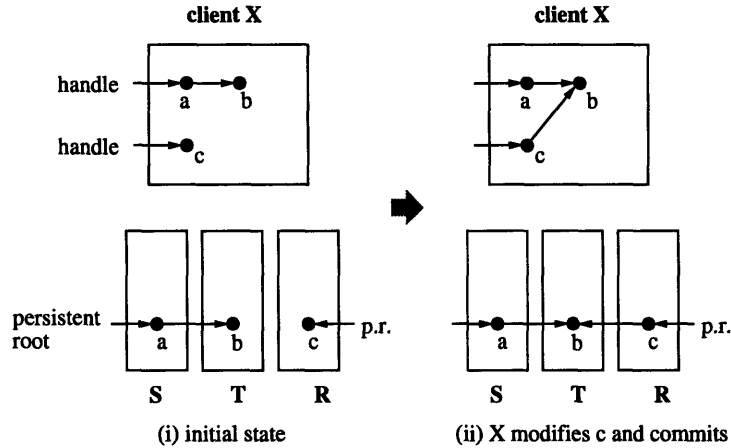 client X
client X
handle
a
b
a
b
handle
c
c
persistent
root
a
b
c
p.r.
a
b
c
p.r.
S
T
R
S
T
R
(i) initial state
(ii) X modifies c and commits